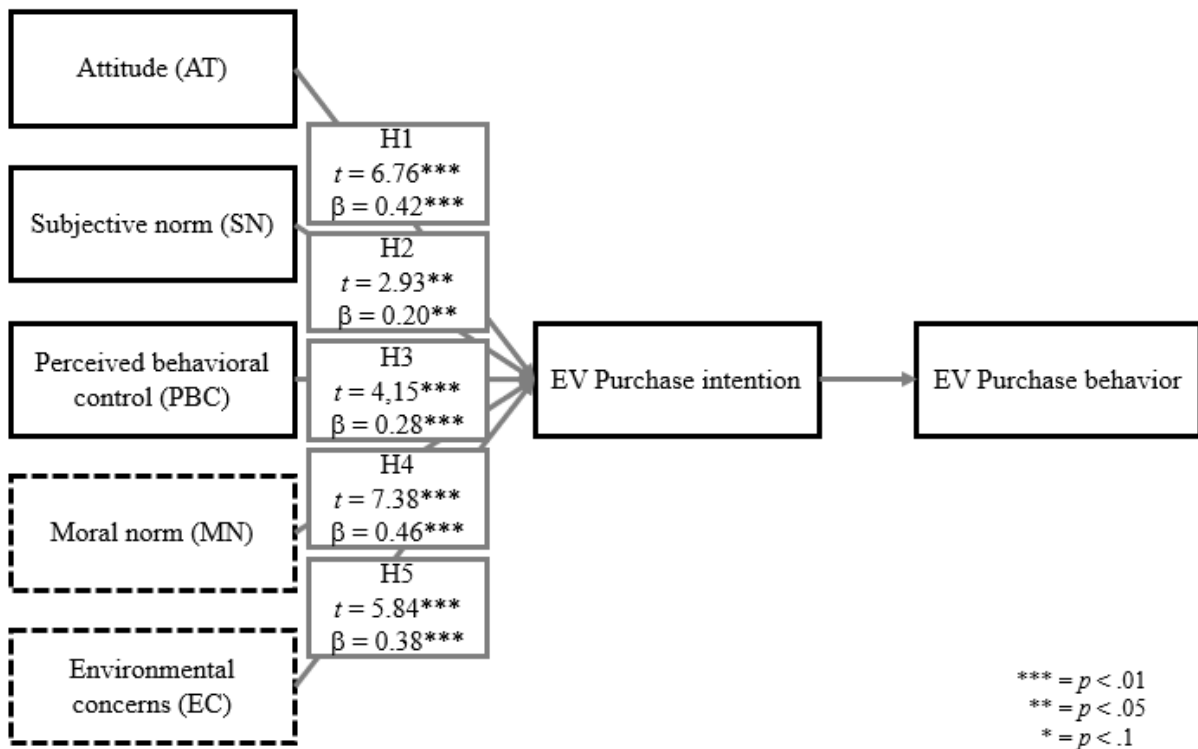 Attitude (AT)
H1
t = 6.76***
β = 0.42***
Subjective norm (SN)
H2
t = 2.93**
β = 0.20**
Perceived behavioral
control (PBC)
H3
t = 4,15***
β = 0.28***
EV Purchase intention
EV Purchase behavior
H4
t = 7.38***
β = 0.46***
Moral norm (MN)
H5
t = 5.84***
β = 0.38***
Environmental
concerns (EC)
*** = p < .01
** = p < .05
* = p < .1